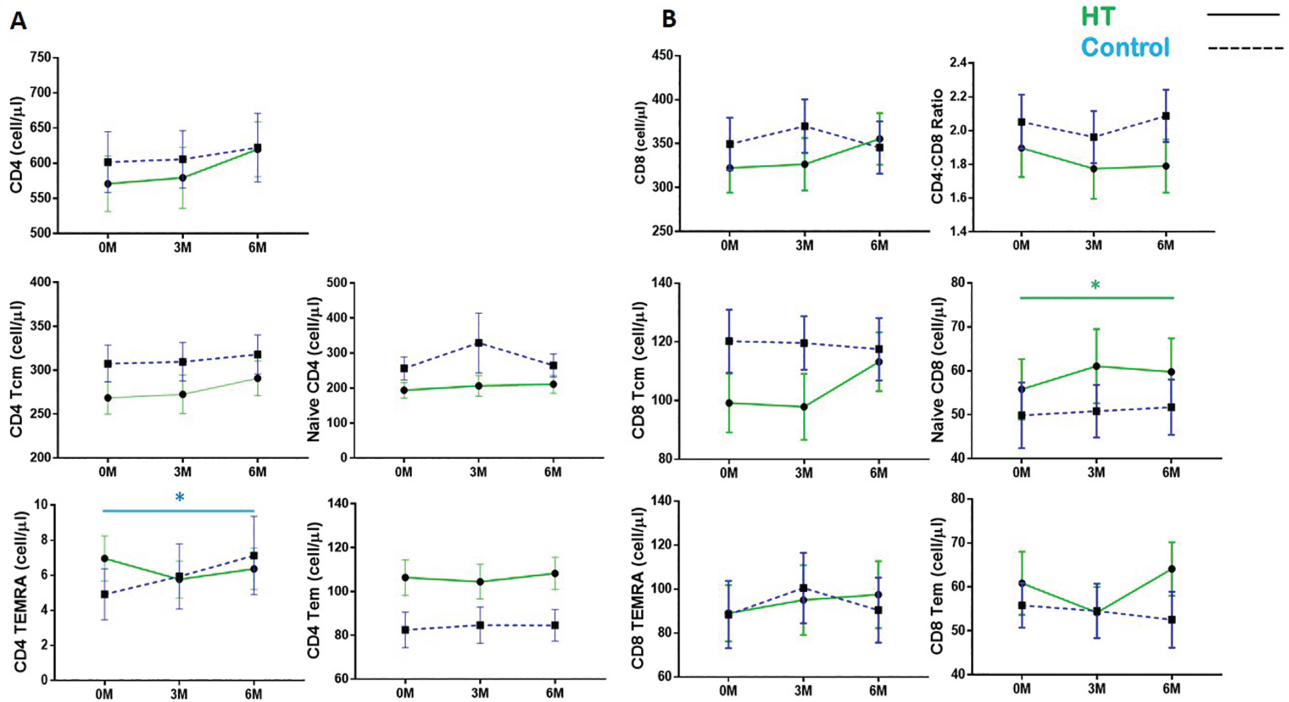 A
B
HT
Control
CD4 (cell/μl)
750
700
650
600
550
500
0M 3M 6M
CD8 (cell/μl)
450
400
350
300
250
0M 3M 6M
CD4:CD8 Ratio
2.4
2.2
2.0
1.8
1.6
1.4
0M 3M 6M
CD4 Tcm (cell/μl)
400
350
300
250
200
0M 3M 6M
Naive CD4 (cell/μl)
500
400
300
200
100
0
0M 3M 6M
CD8 Tcm (cell/μl)
140
120
100
80
0M 3M 6M
Naive CD8 (cell/μl)
80
70
60
50
40
*
0M 3M 6M
CD4 TEMRA (cell/μl)
10
8
6
4
2
0
*
0M 3M 6M
CD4 Tem (cell/μl)
140
120
100
80
60
0M 3M 6M
CD8 TEMRA (cell/μl)
140
120
100
80
60
0M 3M 6M
CD8 Tem (cell/μl)
80
70
60
50
40
0M 3M 6M